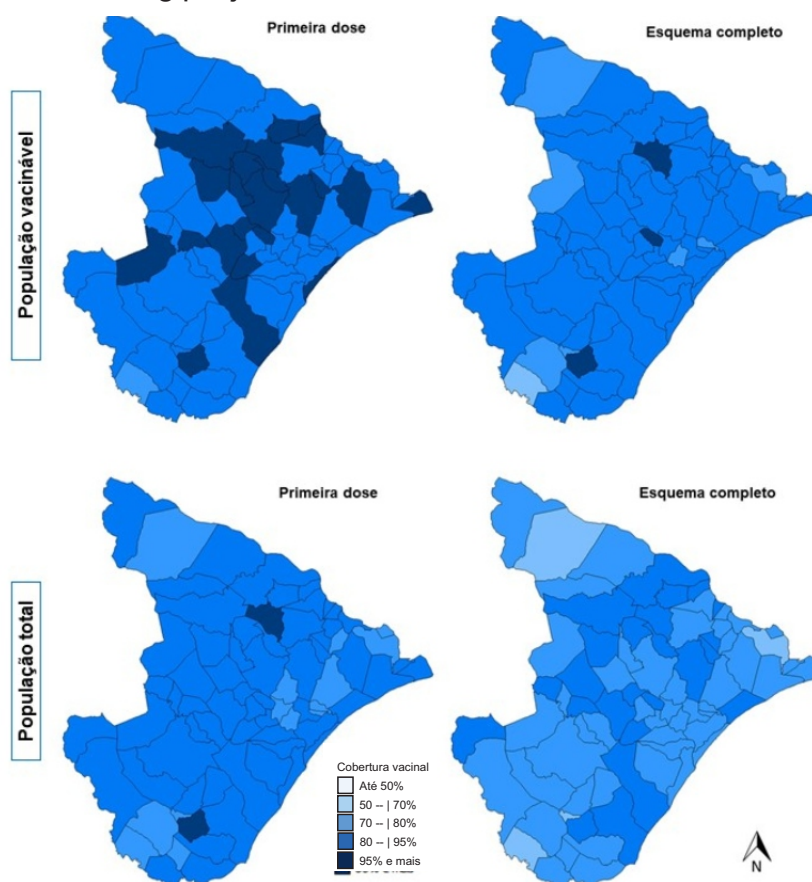 Primeira dose
Esquema completo
População vacinável
Primeira dose
Esquema completo
População total
Cobertura vacinal
Até 50%
50 -- | 70%
70 -- | 80%
80 -- | 95%
95% e mais
N